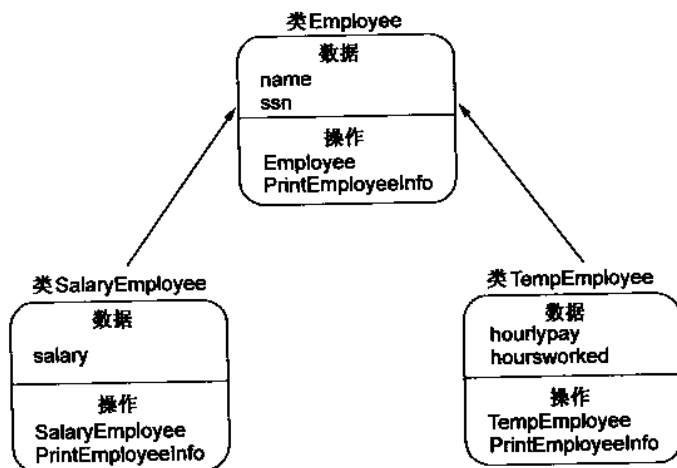 类Employee
数据
name
ssn
操作
Employee
PrintEmployeeInfo
类SalaryEmployee
数据
salary
操作
SalaryEmployee
PrintEmployeeInfo
类TempEmployee
数据
hourlypay
hoursworked
操作
TempEmployee
PrintEmployeeInfo